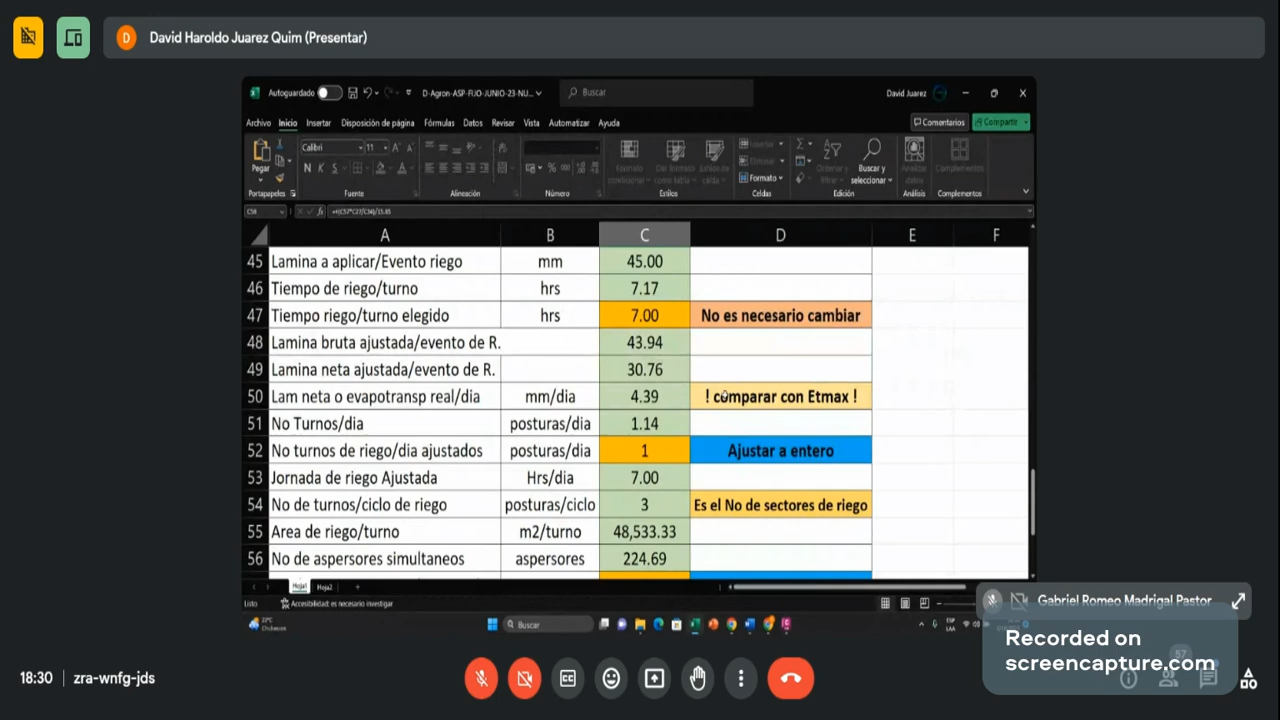 David Haroldo Juarez Quim (Presentar)
Autoguardado
D-Agron-ASP-FIJO-JUNIO-23-NU...
Buscar
David Juarez
Archivo Inicio Insertar Disposición de página Fórmulas Datos Revisar Vista Automatizar Ayuda
Comentarios Compartir
Calibri 11
Pegar
N K S
Formato
Buscar y
seleccionar
Portapapeles Fuente Alineación Número Estilos Celdas Edición Análisis Complementos
C58
A B C D E F
45 Lamina a aplicar/Evento riego mm 45.00
46 Tiempo de riego/turno hrs 7.17
47 Tiempo riego/turno elegido hrs 7.00 No es necesario cambiar
48 Lamina bruta ajustada/evento de R. 43.94
49 Lamina neta ajustada/evento de R. 30.76
50 Lam neto o evapotransp real/dia mm/dia 4.39 ! comparar con Etmax !
51 No Turnos/dia posturas/dia 1.14
52 No turnos de riego/dia ajustados posturas/dia 1 Ajustar a entero
53 Jornada de riego Ajustada Hrs/dia 7.00
54 No de turnos/ciclo de riego posturas/ciclo 3 Es el No de sectores de riego
55 Area de riego/turno m2/turno 48,533.33
56 No de aspersores simultaneos aspersores 224.69
Hoja1 Hoja2
Listo Accesibilidad: es necesario investigar
Buscar
ESP
LAA
Gabriel Romeo Madrigal Pastor
Recorded on
screencapture.com
57
18:30 zra-wnfg-jds